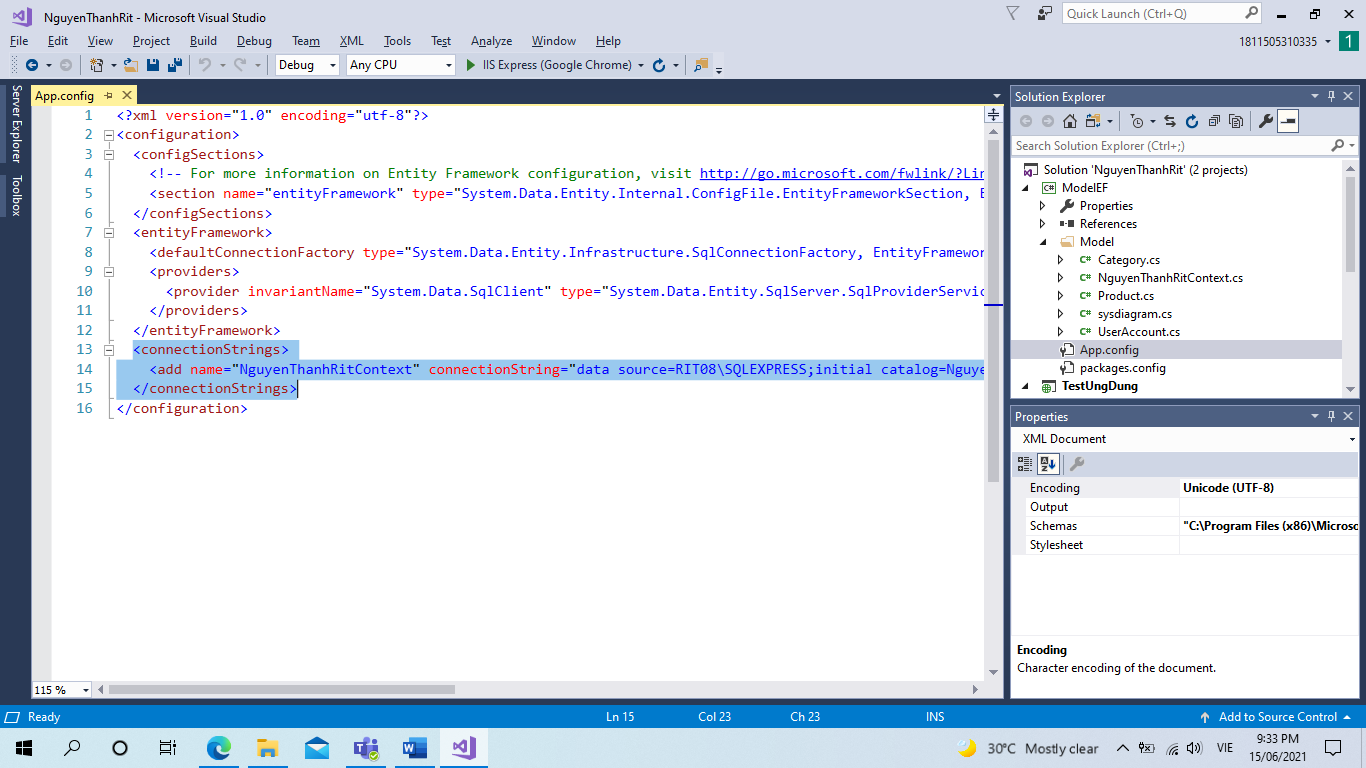 NguyenThanhRit - Microsoft Visual Studio
Quick Launch (Ctrl+Q)
File Edit View Project Build Debug Team XML Tools Test Analyze Window Help
1811505310335 1
Debug Any CPU IIS Express (Google Chrome)
Server Explorer
Toolbox
App.config
1 <?xml version="1.0" encoding="utf-8"?>
2 <configuration>
3 <configSections>
4 <!-- For more information on Entity Framework configuration, visit http://go.microsoft.com/fwlink/?Lin
5 <section name="entityFramework" type="System.Data.Entity.Internal.ConfigFile.EntityFrameworkSection, E
6 </configSections>
7 <entityFramework>
8 <defaultConnectionFactory type="System.Data.Entity.Infrastructure.SqlConnectionFactory, EntityFramewor
9 <providers>
10 <provider invariantName="System.Data.SqlClient" type="System.Data.Entity.SqlServer.SqlProviderServic
11 </providers>
12 </entityFramework>
13 <connectionStrings>
14 <add name="NguyenThanhRitContext" connectionString="data source=RIT08\SQLEXPRESS;initial catalog=Nguye
15 </connectionStrings>
16 </configuration>
115 %
Solution Explorer
Search Solution Explorer (Ctrl+;)
Solution 'NguyenThanhRit' (2 projects)
ModelEF
Properties
References
Model
Category.cs
NguyenThanhRitContext.cs
Product.cs
sysdiagram.cs
UserAccount.cs
App.config
packages.config
TestUngDung
Properties
XML Document
Encoding Unicode (UTF-8)
Output
Schemas "C:\Program Files (x86)\Microso
Stylesheet
Encoding
Character encoding of the document.
Ready Ln 15 Col 23 Ch 23 INS Add to Source Control
30°C Mostly clear VIE 9:33 PM
15/06/2021